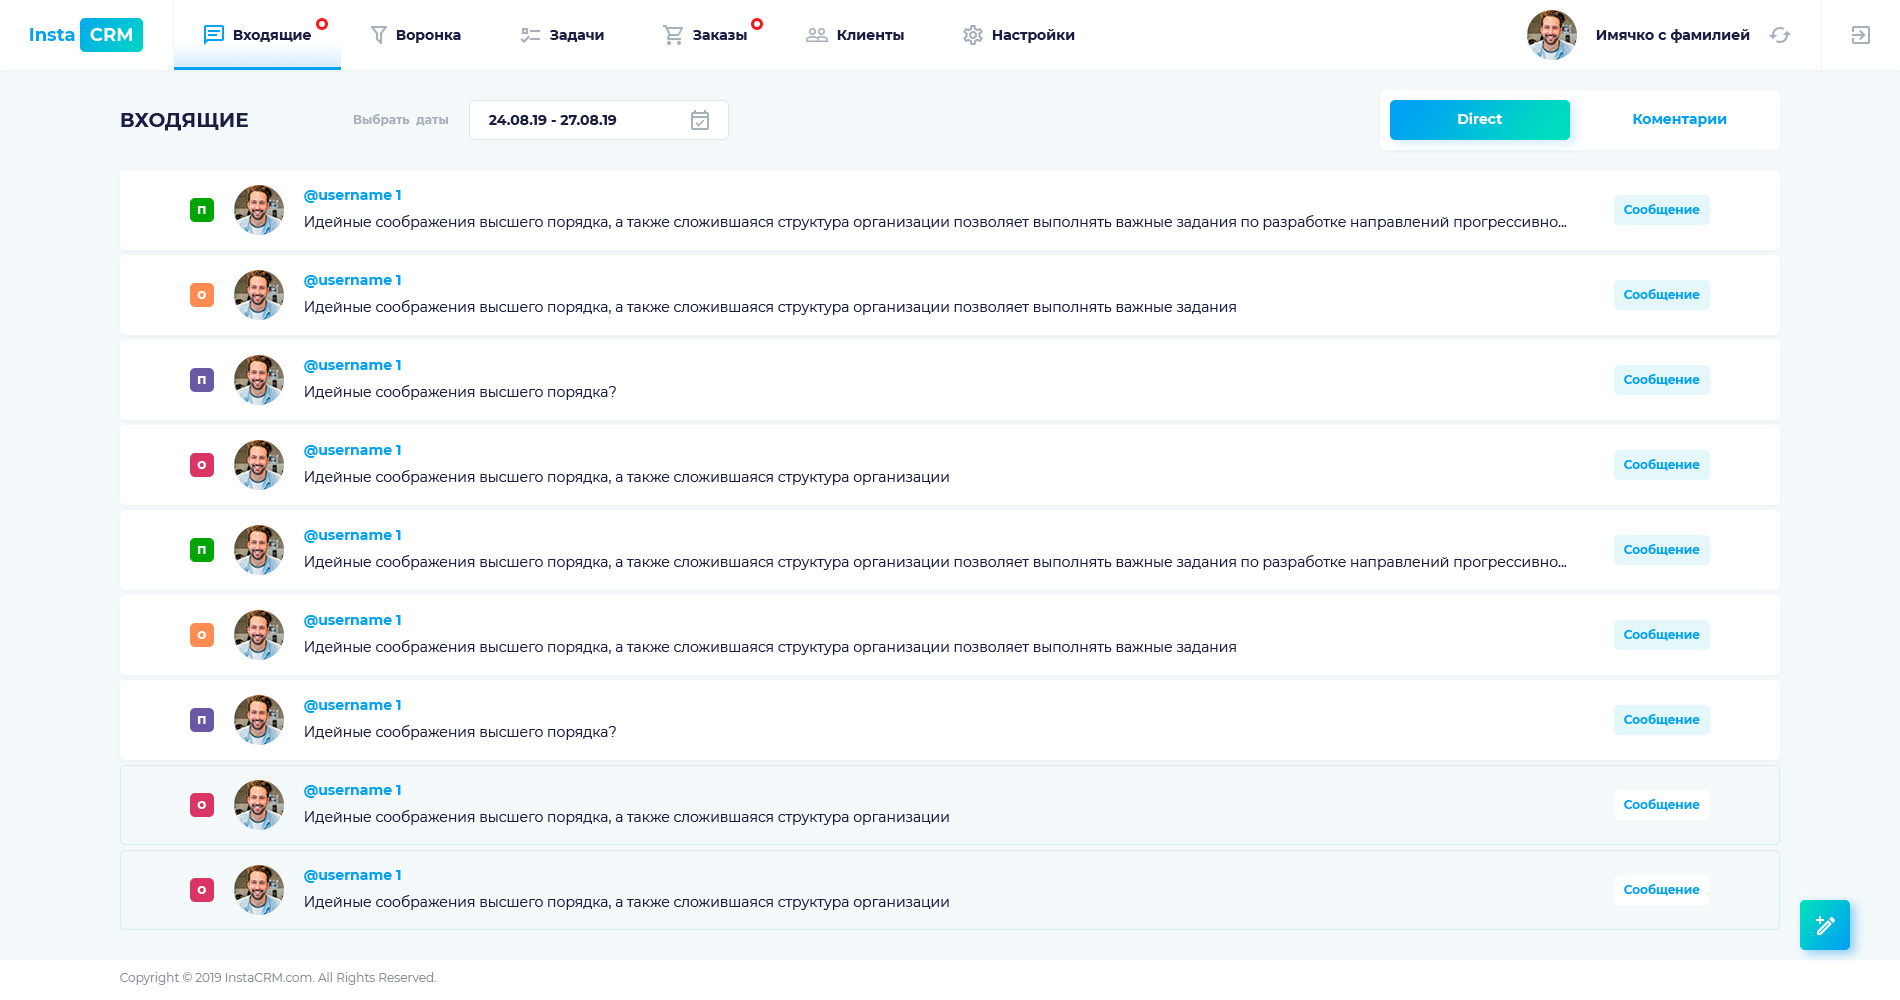 Insta CRM
Входящие
Воронка
Задачи
Заказы
Клиенты
Настройки
Имячко с фамилией
ВХОДЯЩИЕ
Выбрать даты
24.08.19 - 27.08.19
Direct
Коментарии
П
@username 1
Идейные соображения высшего порядка, а также сложившаяся структура организации позволяет выполнять важные задания по разработке направлений прогрессивно...
Сообщение
О
@username 1
Идейные соображения высшего порядка, а также сложившаяся структура организации позволяет выполнять важные задания
Сообщение
П
@username 1
Идейные соображения высшего порядка?
Сообщение
О
@username 1
Идейные соображения высшего порядка, а также сложившаяся структура организации
Сообщение
П
@username 1
Идейные соображения высшего порядка, а также сложившаяся структура организации позволяет выполнять важные задания по разработке направлений прогрессивно...
Сообщение
О
@username 1
Идейные соображения высшего порядка, а также сложившаяся структура организации позволяет выполнять важные задания
Сообщение
П
@username 1
Идейные соображения высшего порядка?
Сообщение
О
@username 1
Идейные соображения высшего порядка, а также сложившаяся структура организации
Сообщение
О
@username 1
Идейные соображения высшего порядка, а также сложившаяся структура организации
Сообщение
Copyright © 2019 InstaCRM.com. All Rights Reserved.